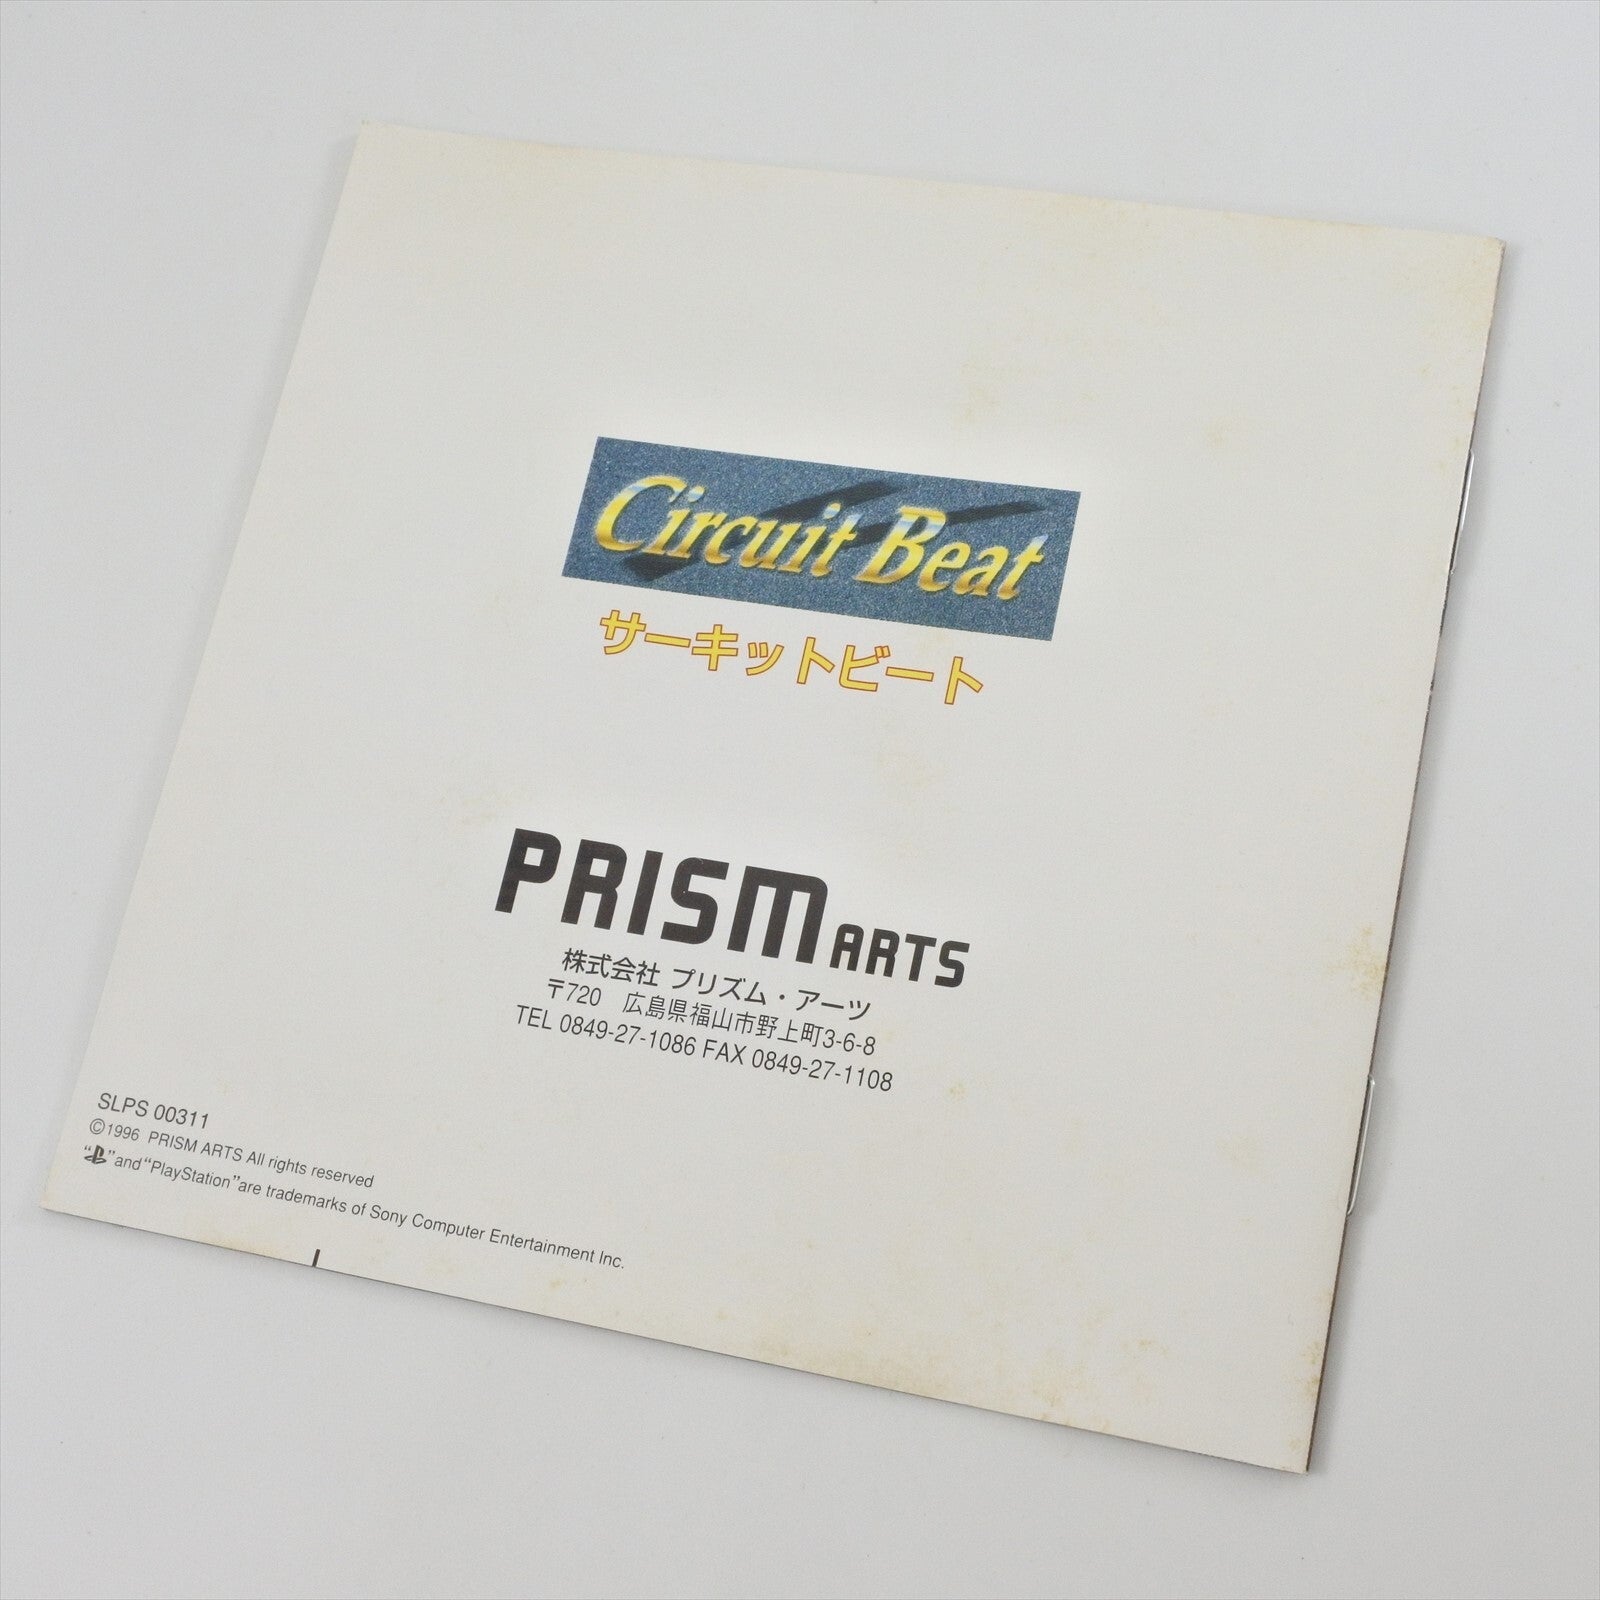 Circuit Beat
サーキットビート
PRISM ARTS
株式会社 プリズム・アーツ
〒720 広島県福山市野上町3-6-8
TEL 0849-27-1086 FAX 0849-27-1108
SLPS 00311
©1996 PRISM ARTS All rights reserved
“ ”and“PlayStation”are trademarks of Sony Computer Entertainment Inc.